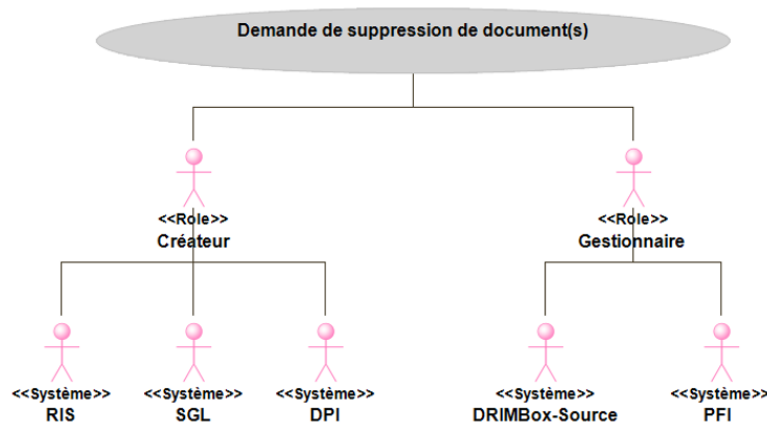 Demande de suppression de document(s)
<<Role>>
Créateur
<<Role>>
Gestionnaire
<<Système>>
RIS
<<Système>>
SGL
<<Système>>
DPI
<<Système>>
DRIMBox-Source
<<Système>>
PFI